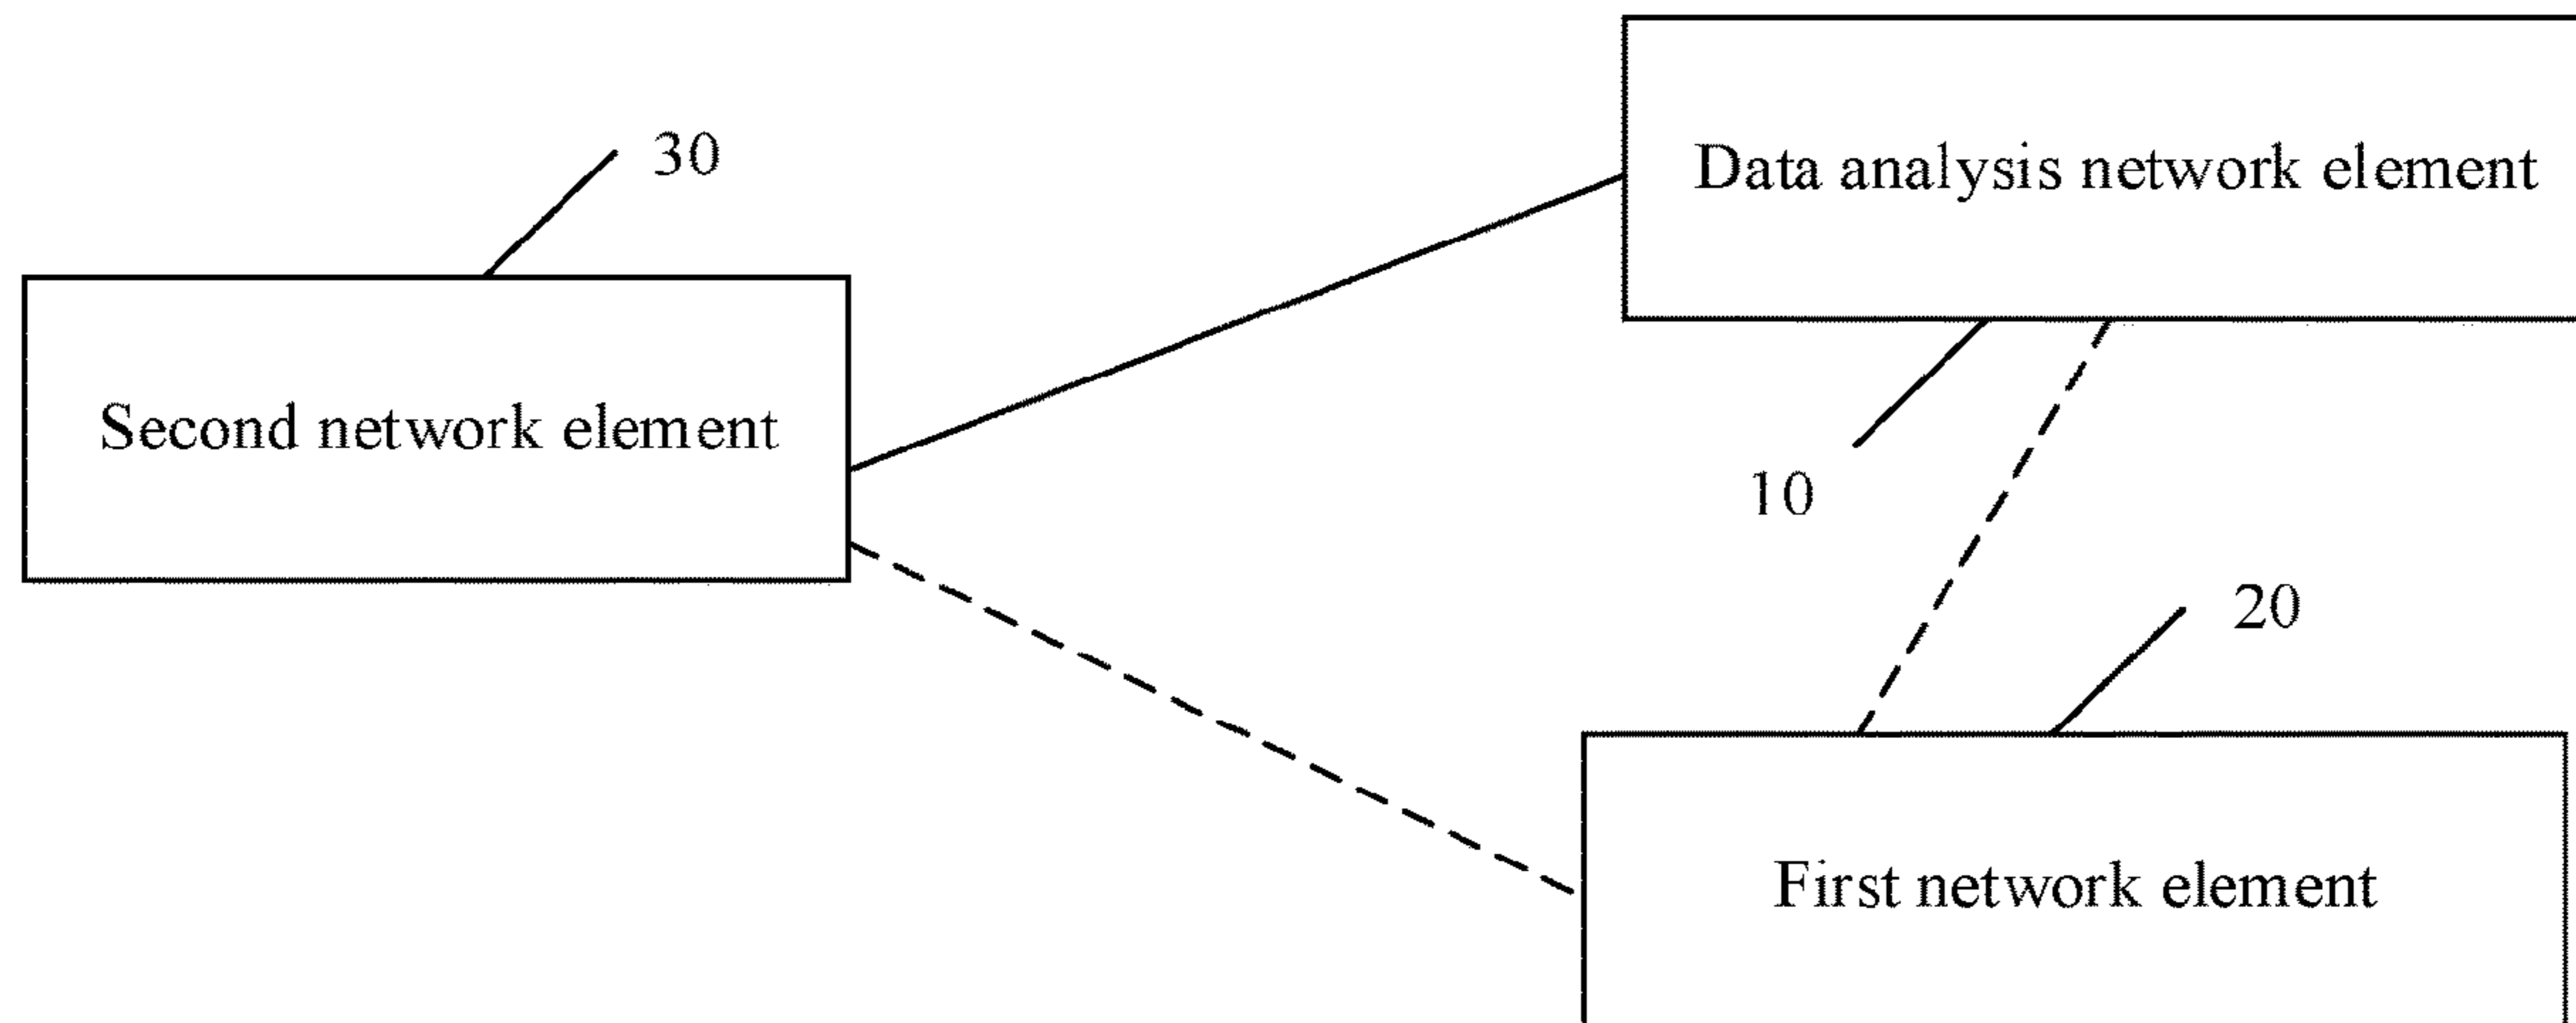 30
Data analysis network element
Second network element
10
20
First network element